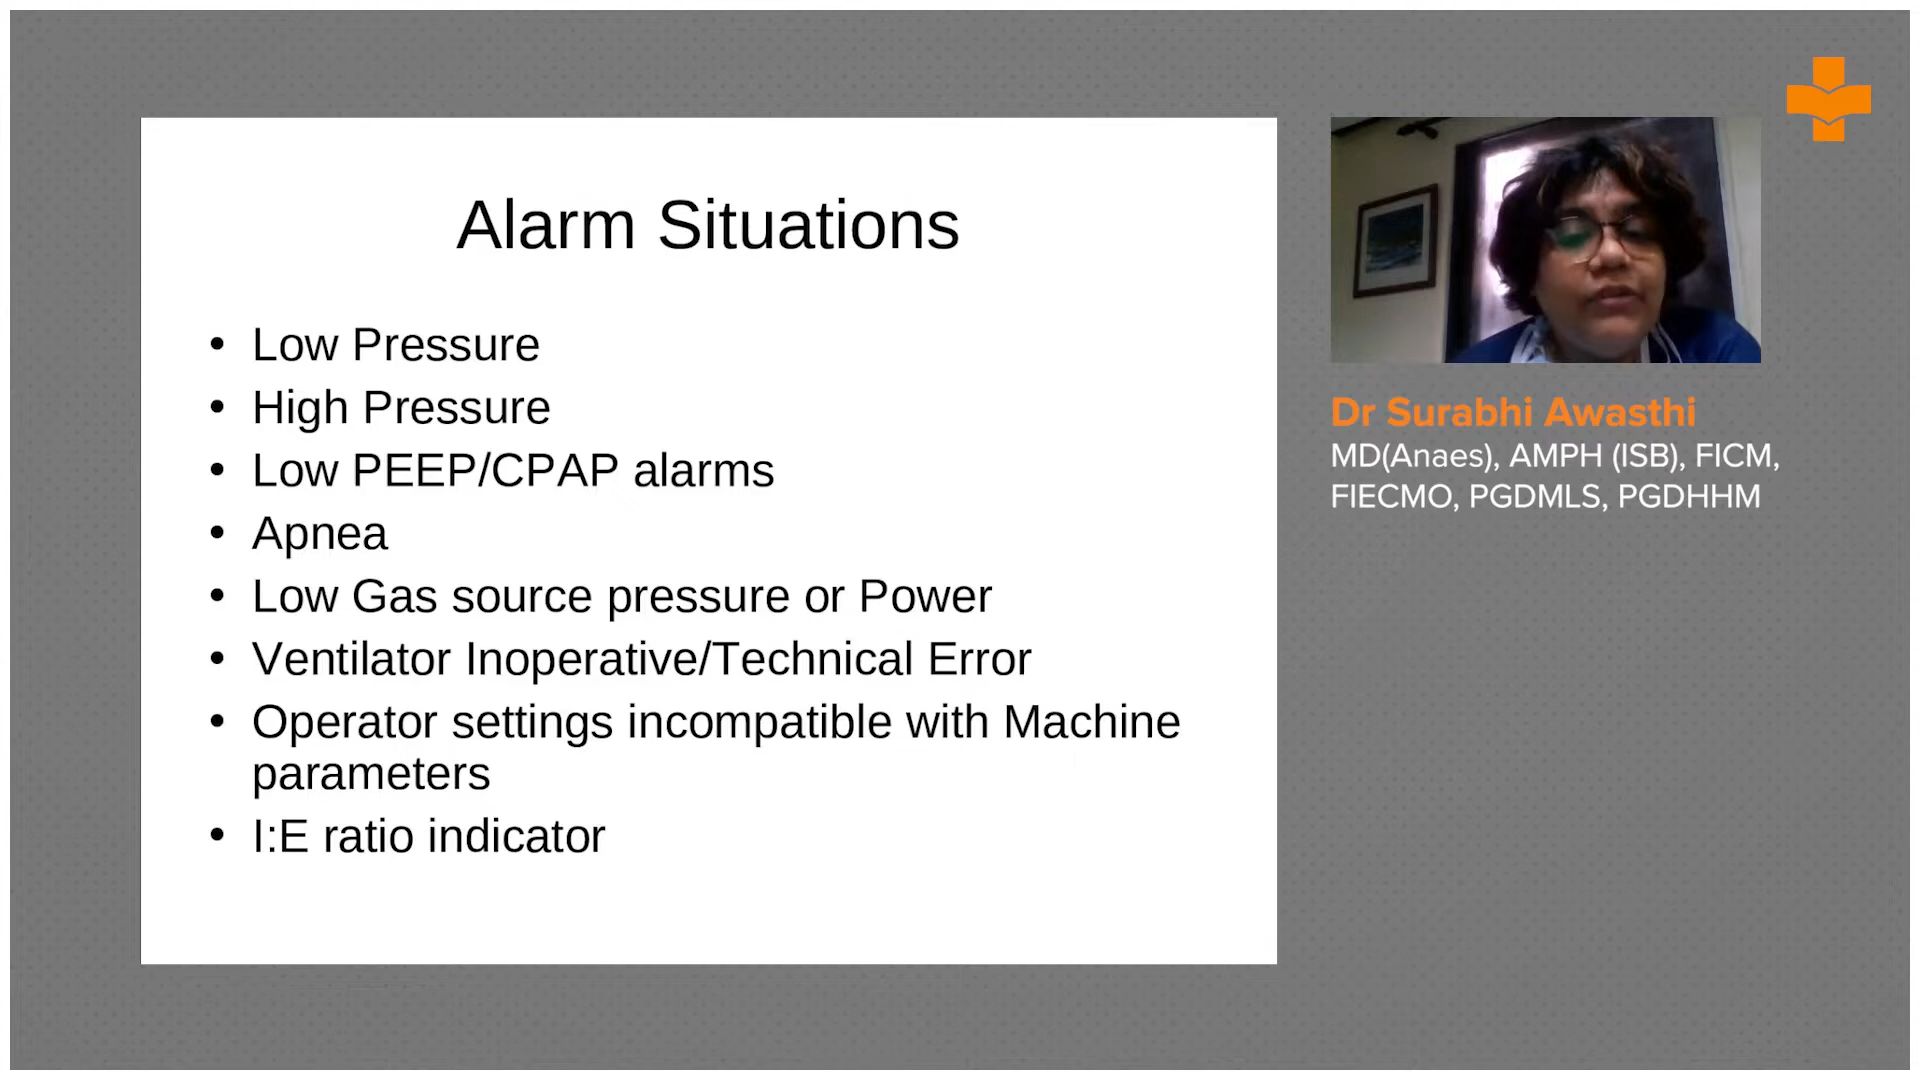 Alarm Situations
• Low Pressure
• High Pressure
• Low PEEP/CPAP alarms
• Apnea
• Low Gas source pressure or Power
• Ventilator Inoperative/Technical Error
• Operator settings incompatible with Machine
parameters
• I:E ratio indicator
Dr Surabhi Awasthi
MD(Anaes), AMPH (ISB), FICM,
FIECMO, PGDMLS, PGDHHM